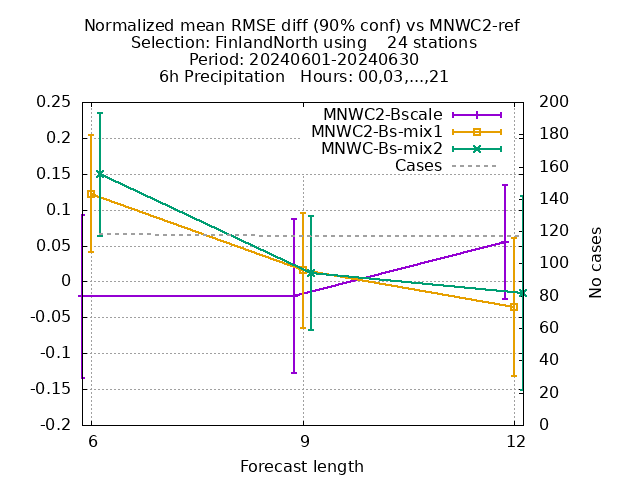 Normalized mean RMSE diff (90% conf) vs MNWC2-ref
Selection: FinlandNorth using    24 stations
Period: 20240601-20240630
6h Precipitation   Hours: 00,03,...,21
MNWC2-Bscale
MNWC2-Bs-mix1
MNWC-Bs-mix2
Cases
0.25
0.2
0.15
0.1
0.05
0
-0.05
-0.1
-0.15
-0.2
200
180
160
140
120
100
80
60
40
20
0
No cases
6
9
12
Forecast length